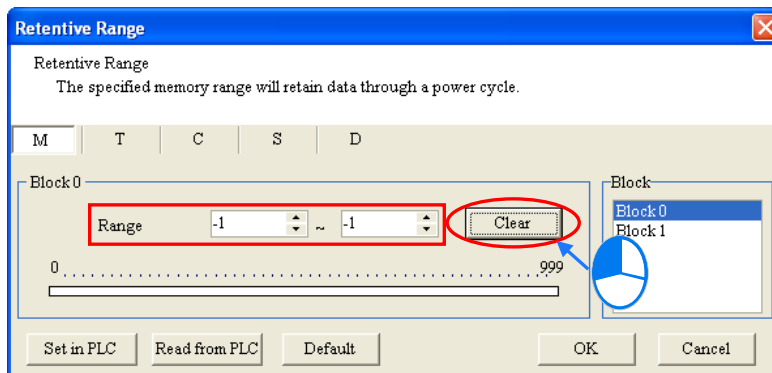 Retentive Range
Retentive Range
The specified memory range will retain data through a power cycle.
M T C S D
Block 0
Block
Range -1 ~ -1 Clear
Block 0
Block 1
0 999
Set in PLC Read from PLC Default OK Cancel